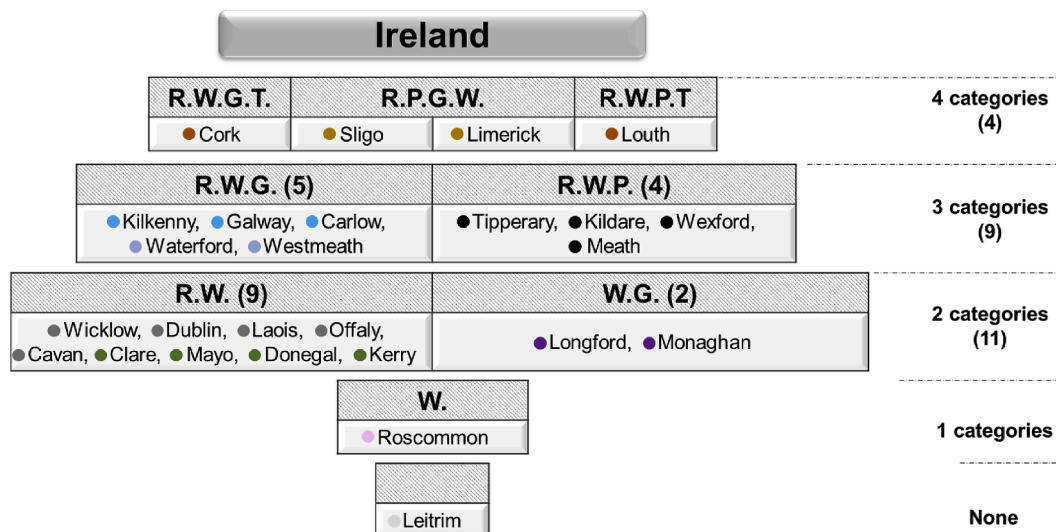 Ireland
R.W.G.T. R.P.G.W. R.W.P.T
4 categories
(4)
Cork Sligo Limerick Louth
R.W.G. (5) R.W.P. (4)
3 categories
(9)
Kilkenny, Galway, Carlow, Tipperary, Kildare, Wexford,
Waterford, Westmeath Meath
R.W. (9) W.G. (2)
2 categories
(11)
Wicklow, Dublin, Laois, Offaly,
Cavan, Clare, Mayo, Donegal, Kerry
Longford, Monaghan
W.
1 categories
Roscommon
Leitrim
None